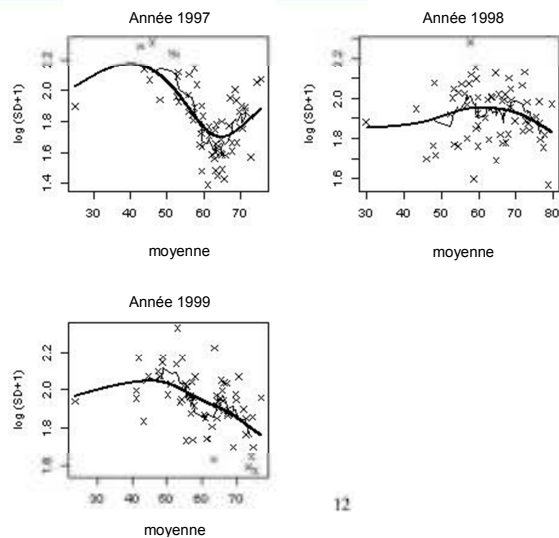 Année 1997
Année 1998
log (SD+1)
2.2
2.0
1.8
1.6
1.4
30 40 50 60 70
moyenne
log (SD+1)
2.2
2.0
1.8
1.6
30 40 50 60 70 80
moyenne
Année 1999
log (SD+1)
2.2
2.0
1.8
1.6
30 40 50 60 70
moyenne
12